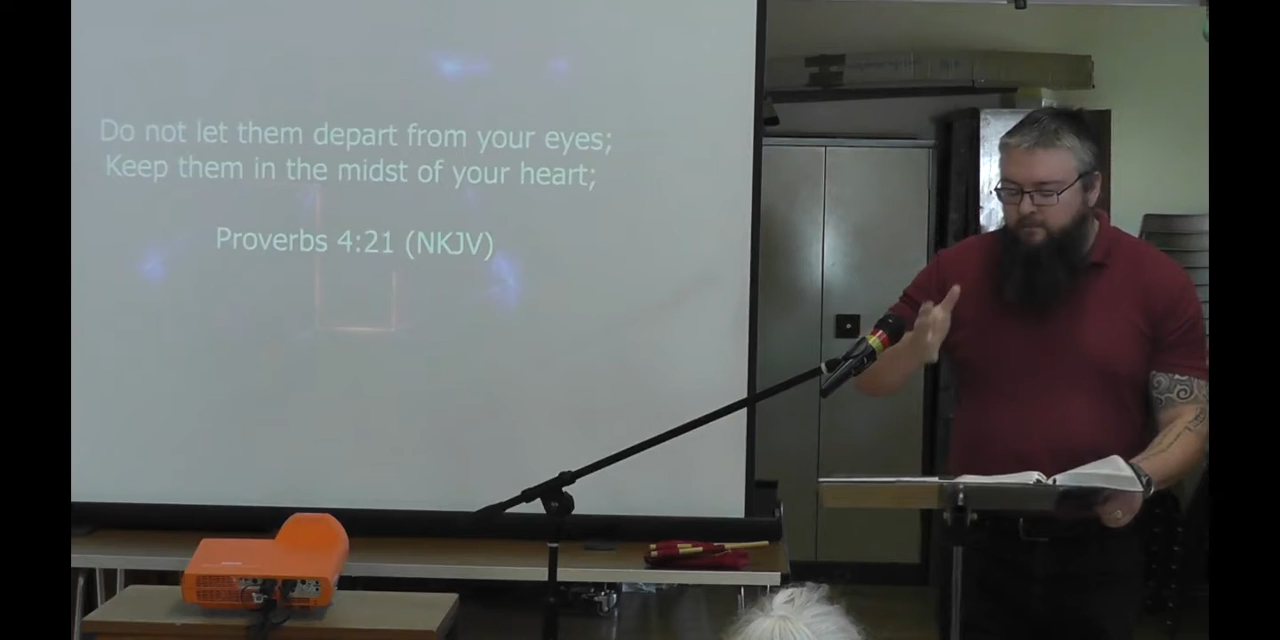 Do not let them depart from your eyes;
Keep them in the midst of your heart;
Proverbs 4:21 (NKJV)